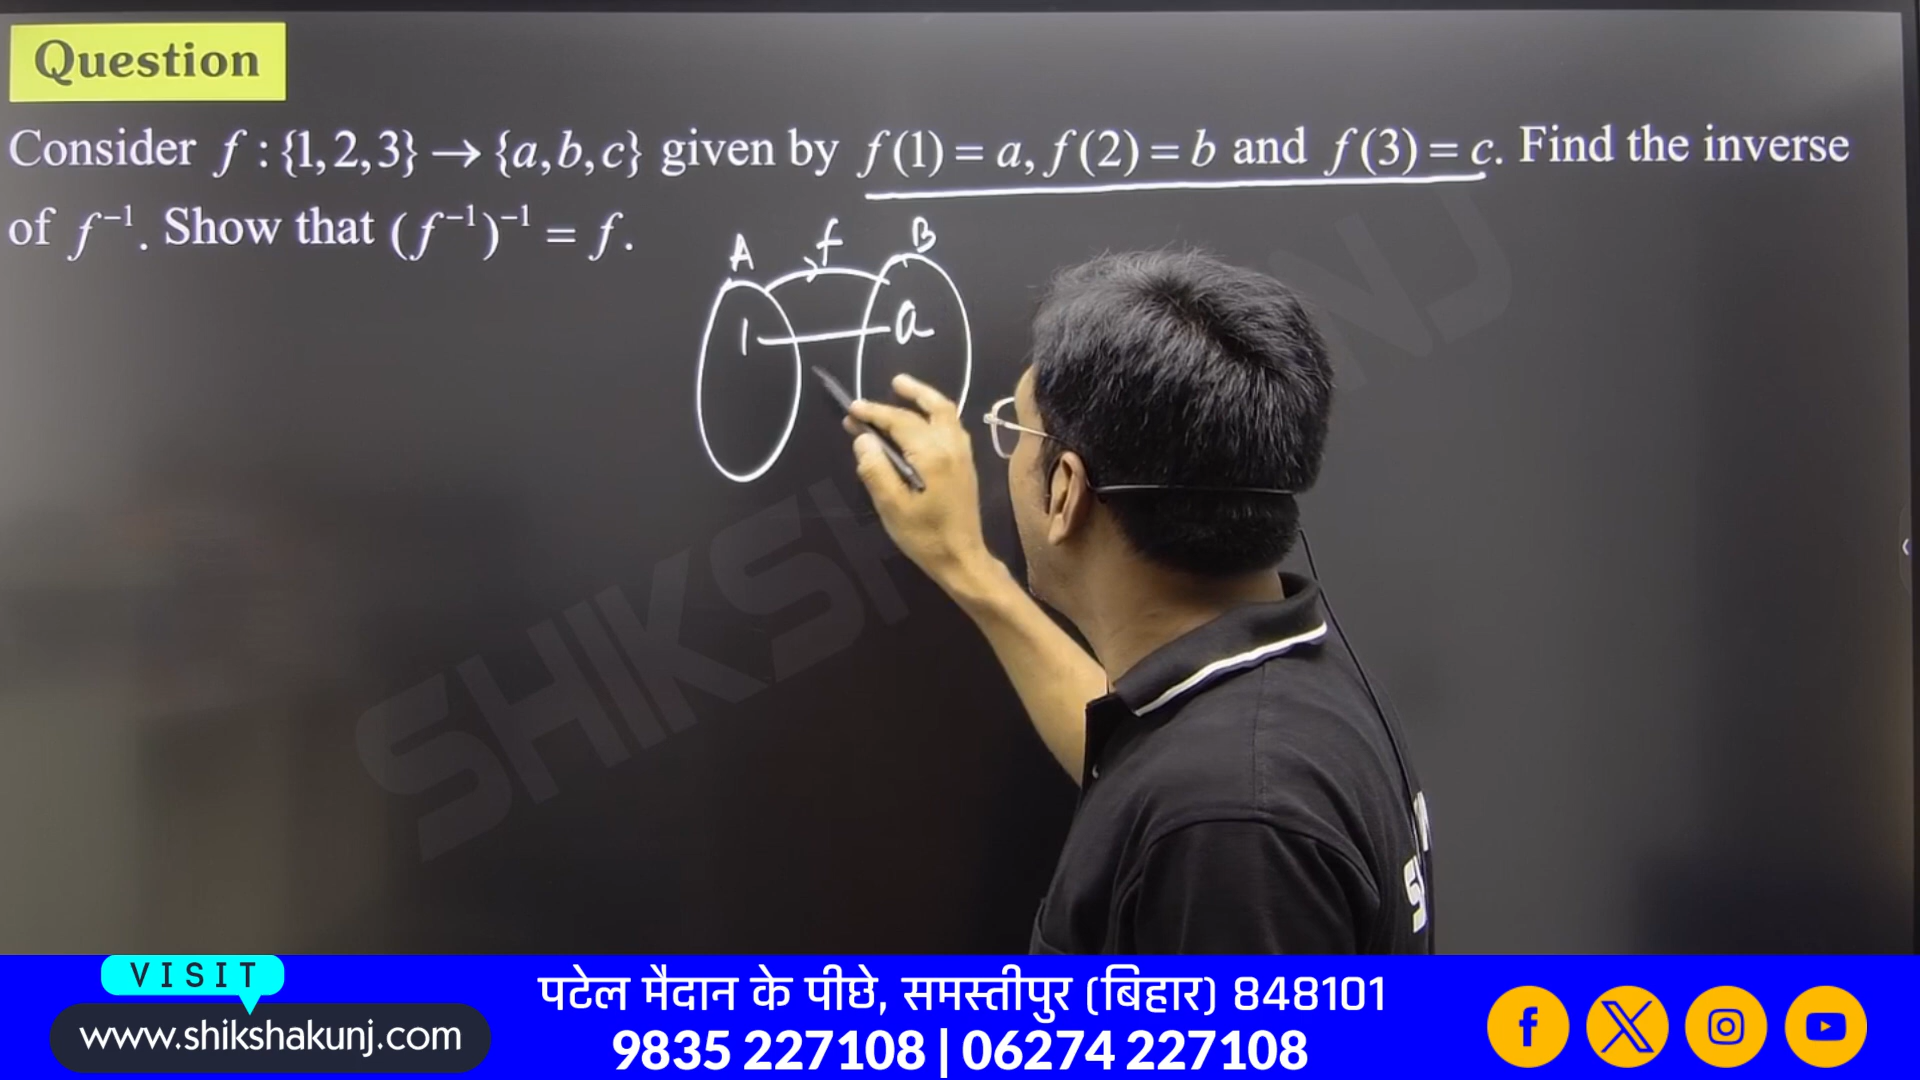 Question
Consider f : {1,2,3} → {a,b,c} given by f(1) = a, f(2) = b and f(3) = c. Find the inverse
of f⁻¹. Show that (f⁻¹)⁻¹ = f.
A f B
1 a
VISIT
www.shikshakunj.com
पटेल मैदान के पीछे, समस्तीपुर (बिहार) 848101
9835 227108 | 06274 227108